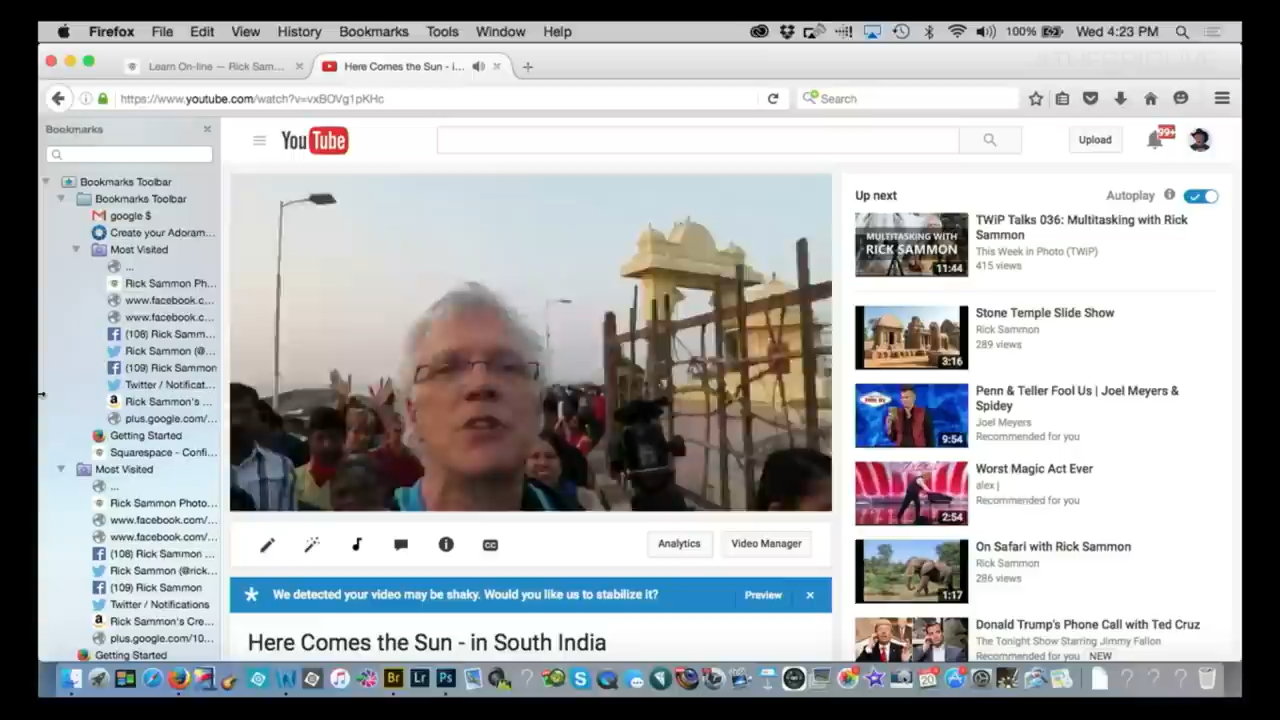 Firefox File Edit View History Bookmarks Tools Window Help 100% Wed 4:23 PM
Learn On-line — Rick Sam... Here Comes the Sun - i...
https://www.youtube.com/watch?v=vxBOVg1pKHc Search
Bookmarks
YouTube Upload 99+
Bookmarks Toolbar
Bookmarks Toolbar
google $
Create your Adoram...
Most Visited
...
Rick Sammon Ph...
www.facebook.c...
www.facebook.c...
(108) Rick Samm...
Rick Sammon (@...
(109) Rick Sammon
Twitter / Notificat...
Rick Sammon's ...
plus.google.com/...
Getting Started
Squarespace - Confi...
Most Visited
...
Rick Sammon Photo...
www.facebook.com/...
www.facebook.com/...
(108) Rick Sammon ...
Rick Sammon (@rick...
(109) Rick Sammon
Twitter / Notifications
Rick Sammon's Cre...
plus.google.com/10...
Getting Started
CC Analytics Video Manager
We detected your video may be shaky. Would you like us to stabilize it? Preview
Here Comes the Sun - in South India
Up next Autoplay
MULTITASKING WITH
RICK SAMMON
11:44
TWiP Talks 036: Multitasking with Rick
Sammon
This Week in Photo (TWiP)
415 views
3:16
Stone Temple Slide Show
Rick Sammon
289 views
9:54
Penn & Teller Fool Us | Joel Meyers &
Spidey
Joel Meyers
Recommended for you
2:54
Worst Magic Act Ever
alex j
Recommended for you
1:17
On Safari with Rick Sammon
Rick Sammon
286 views
Donald Trump's Phone Call with Ted Cruz
The Tonight Show Starring Jimmy Fallon
Recommended for you NEW
Br Lr Ps 20